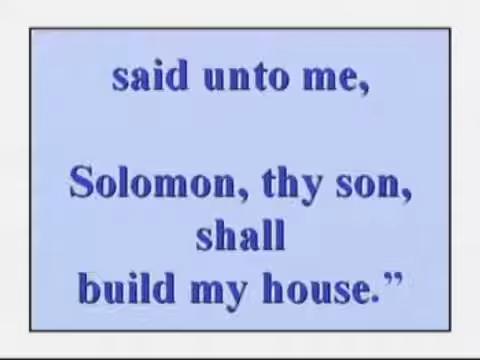 said unto me,
Solomon, thy son,
shall
build my house.”